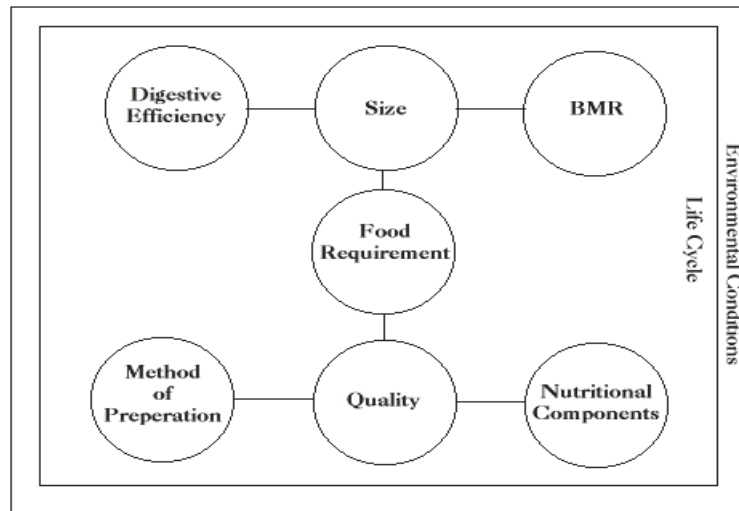 Digestive
Efficiency
Size
BMR
Food
Requirement
Method
of
Preperation
Quality
Nutritional
Components
Life Cycle
Environmental Conditions